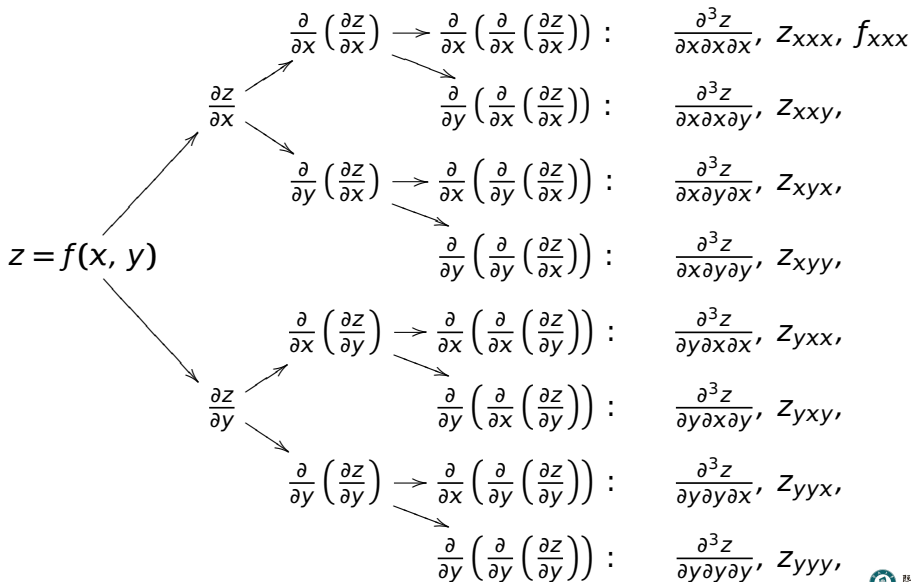 ∂/∂x (∂z/∂x) → ∂/∂x (∂/∂x (∂z/∂x)) : ∂³z/∂x∂x∂x, z_xxx, f_xxx
∂z/∂x ∂/∂y (∂/∂x (∂z/∂x)) : ∂³z/∂x∂x∂y, z_xxy,
∂/∂y (∂z/∂x) → ∂/∂x (∂/∂y (∂z/∂x)) : ∂³z/∂x∂y∂x, z_xyx,
z = f(x, y) ∂/∂y (∂/∂y (∂z/∂x)) : ∂³z/∂x∂y∂y, z_xyy,
∂/∂x (∂z/∂y) → ∂/∂x (∂/∂x (∂z/∂y)) : ∂³z/∂y∂x∂x, z_yxx,
∂z/∂y ∂/∂y (∂/∂x (∂z/∂y)) : ∂³z/∂y∂x∂y, z_yxy,
∂/∂y (∂z/∂y) → ∂/∂x (∂/∂y (∂z/∂y)) : ∂³z/∂y∂y∂x, z_yyx,
∂/∂y (∂/∂y (∂z/∂y)) : ∂³z/∂y∂y∂y, z_yyy,